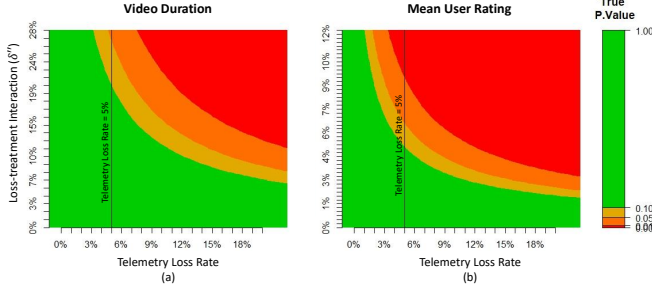 Video Duration
Mean User Rating
True
P.Value
Loss-treatment Interaction (δ'')
28%
24%
19%
15%
10%
7%
3%
0%
Telemetry Loss Rate = 5%
0% 3% 6% 9% 12% 15% 18%
Telemetry Loss Rate
(a)
12%
10%
9%
7%
6%
4%
3%
1%
0%
Telemetry Loss Rate = 5%
0% 3% 6% 9% 12% 15% 18%
Telemetry Loss Rate
(b)
1.00
0.10
0.05